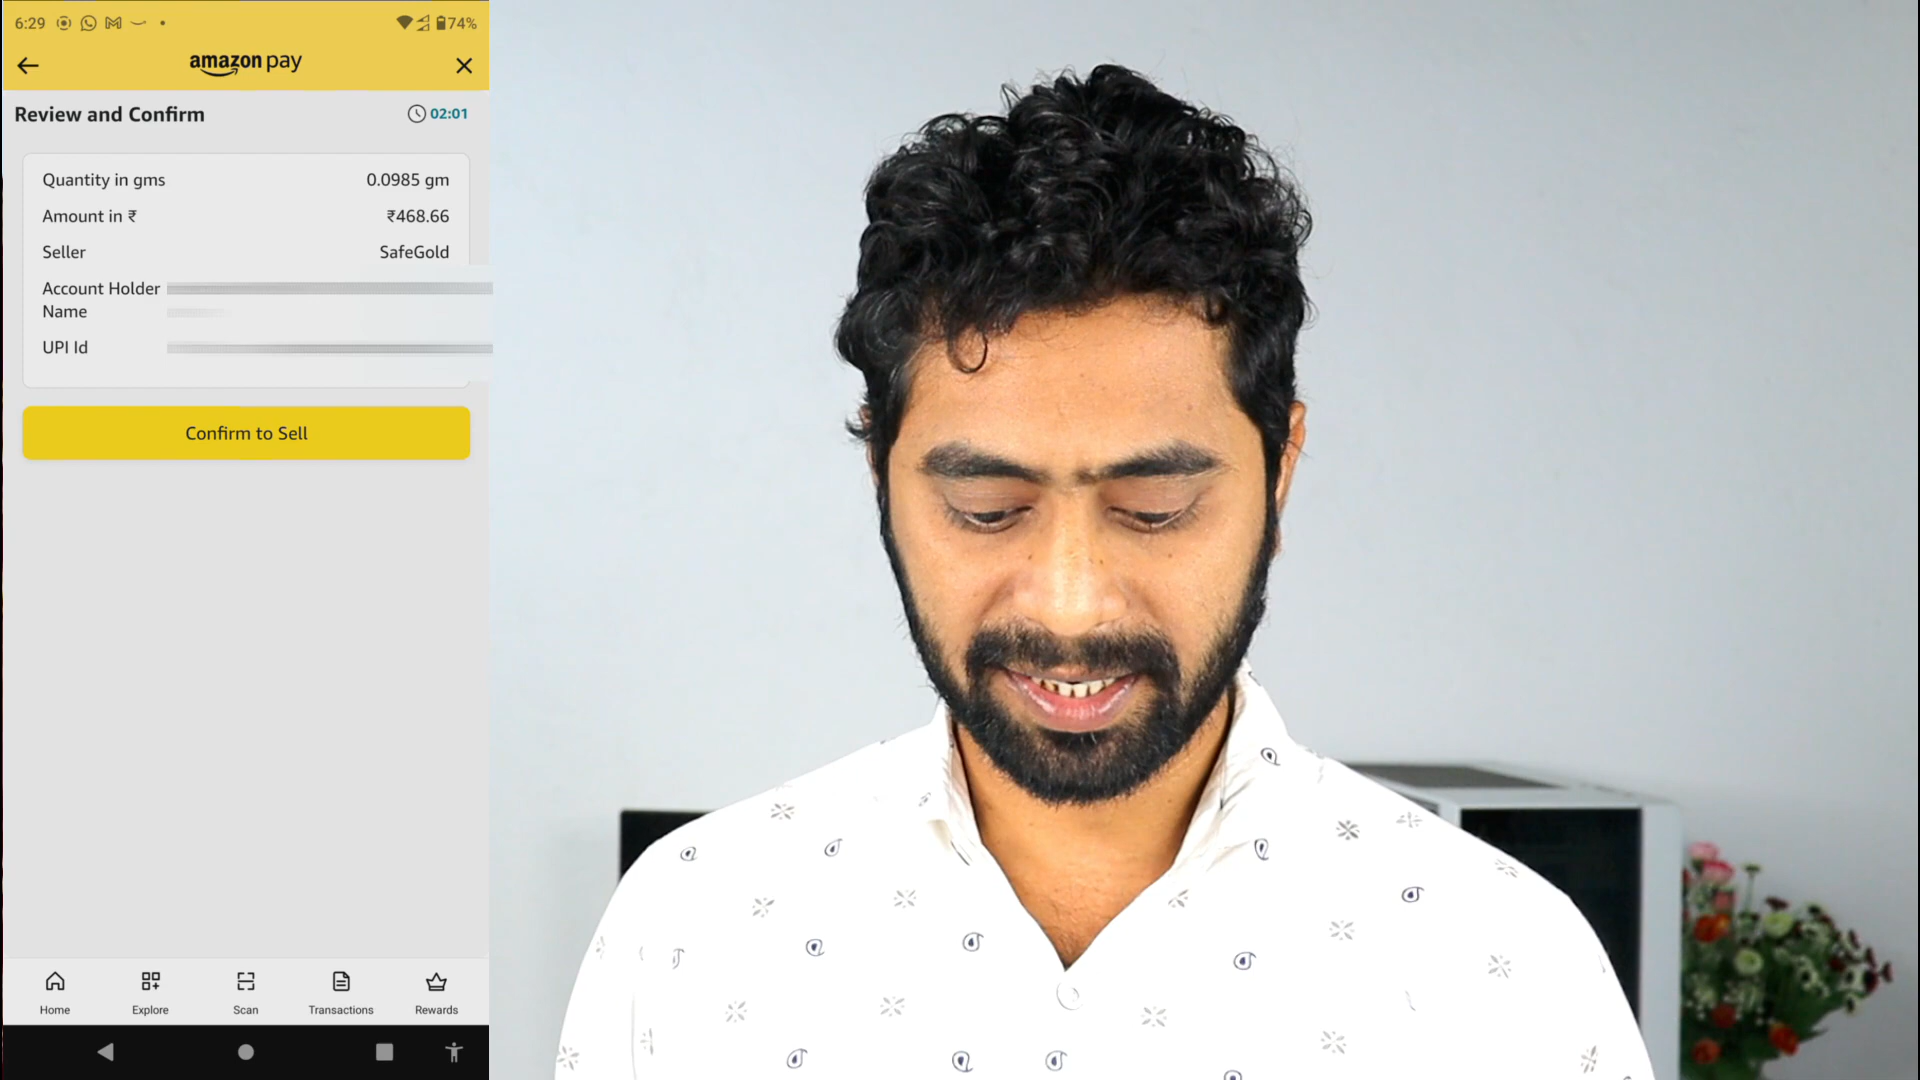 6:29 74%
amazon pay
Review and Confirm 02:01
Quantity in gms 0.0985 gm
Amount in ₹ ₹468.66
Seller SafeGold
Account Holder
Name
UPI Id
Confirm to Sell
Home Explore Scan Transactions Rewards